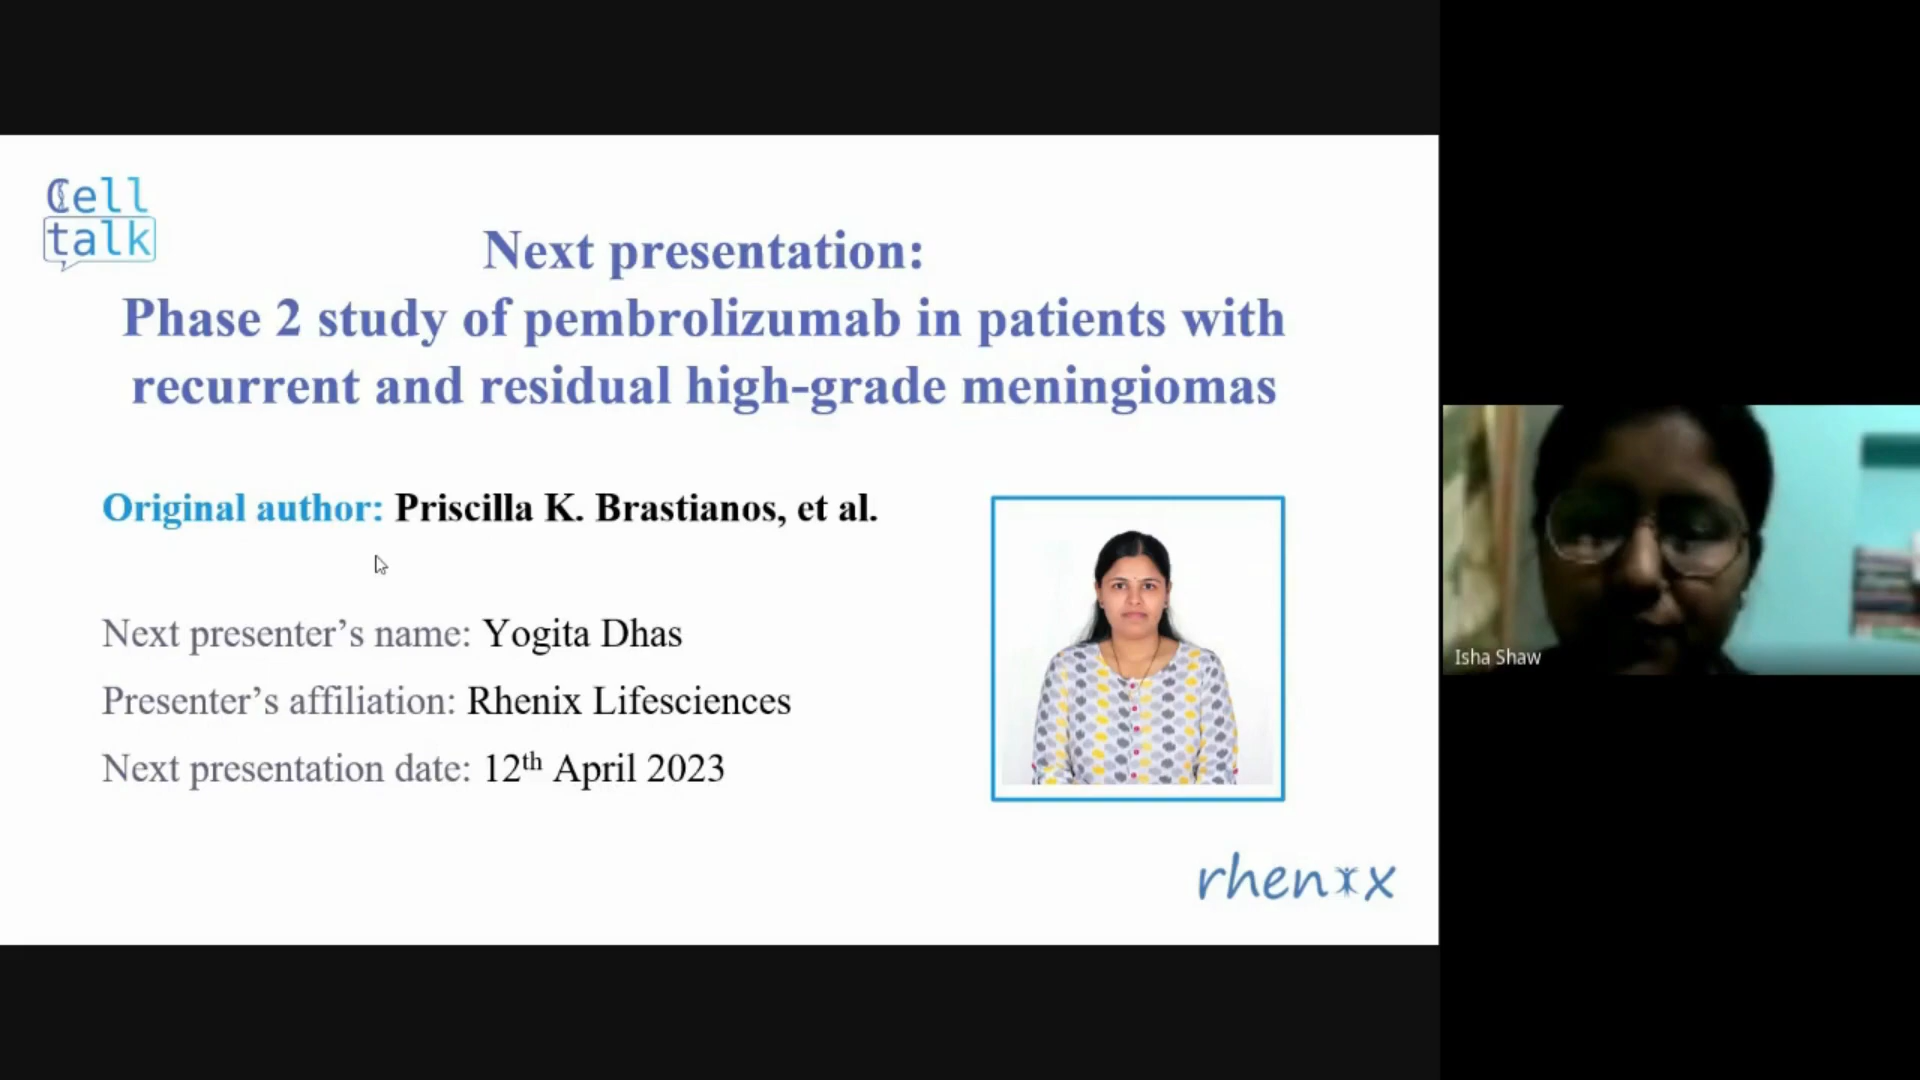 Cell
talk
Next presentation:
Phase 2 study of pembrolizumab in patients with
recurrent and residual high-grade meningiomas
Original author: Priscilla K. Brastianos, et al.
Next presenter’s name: Yogita Dhas
Presenter’s affiliation: Rhenix Lifesciences
Next presentation date: 12th April 2023
rhenix
Isha Shaw